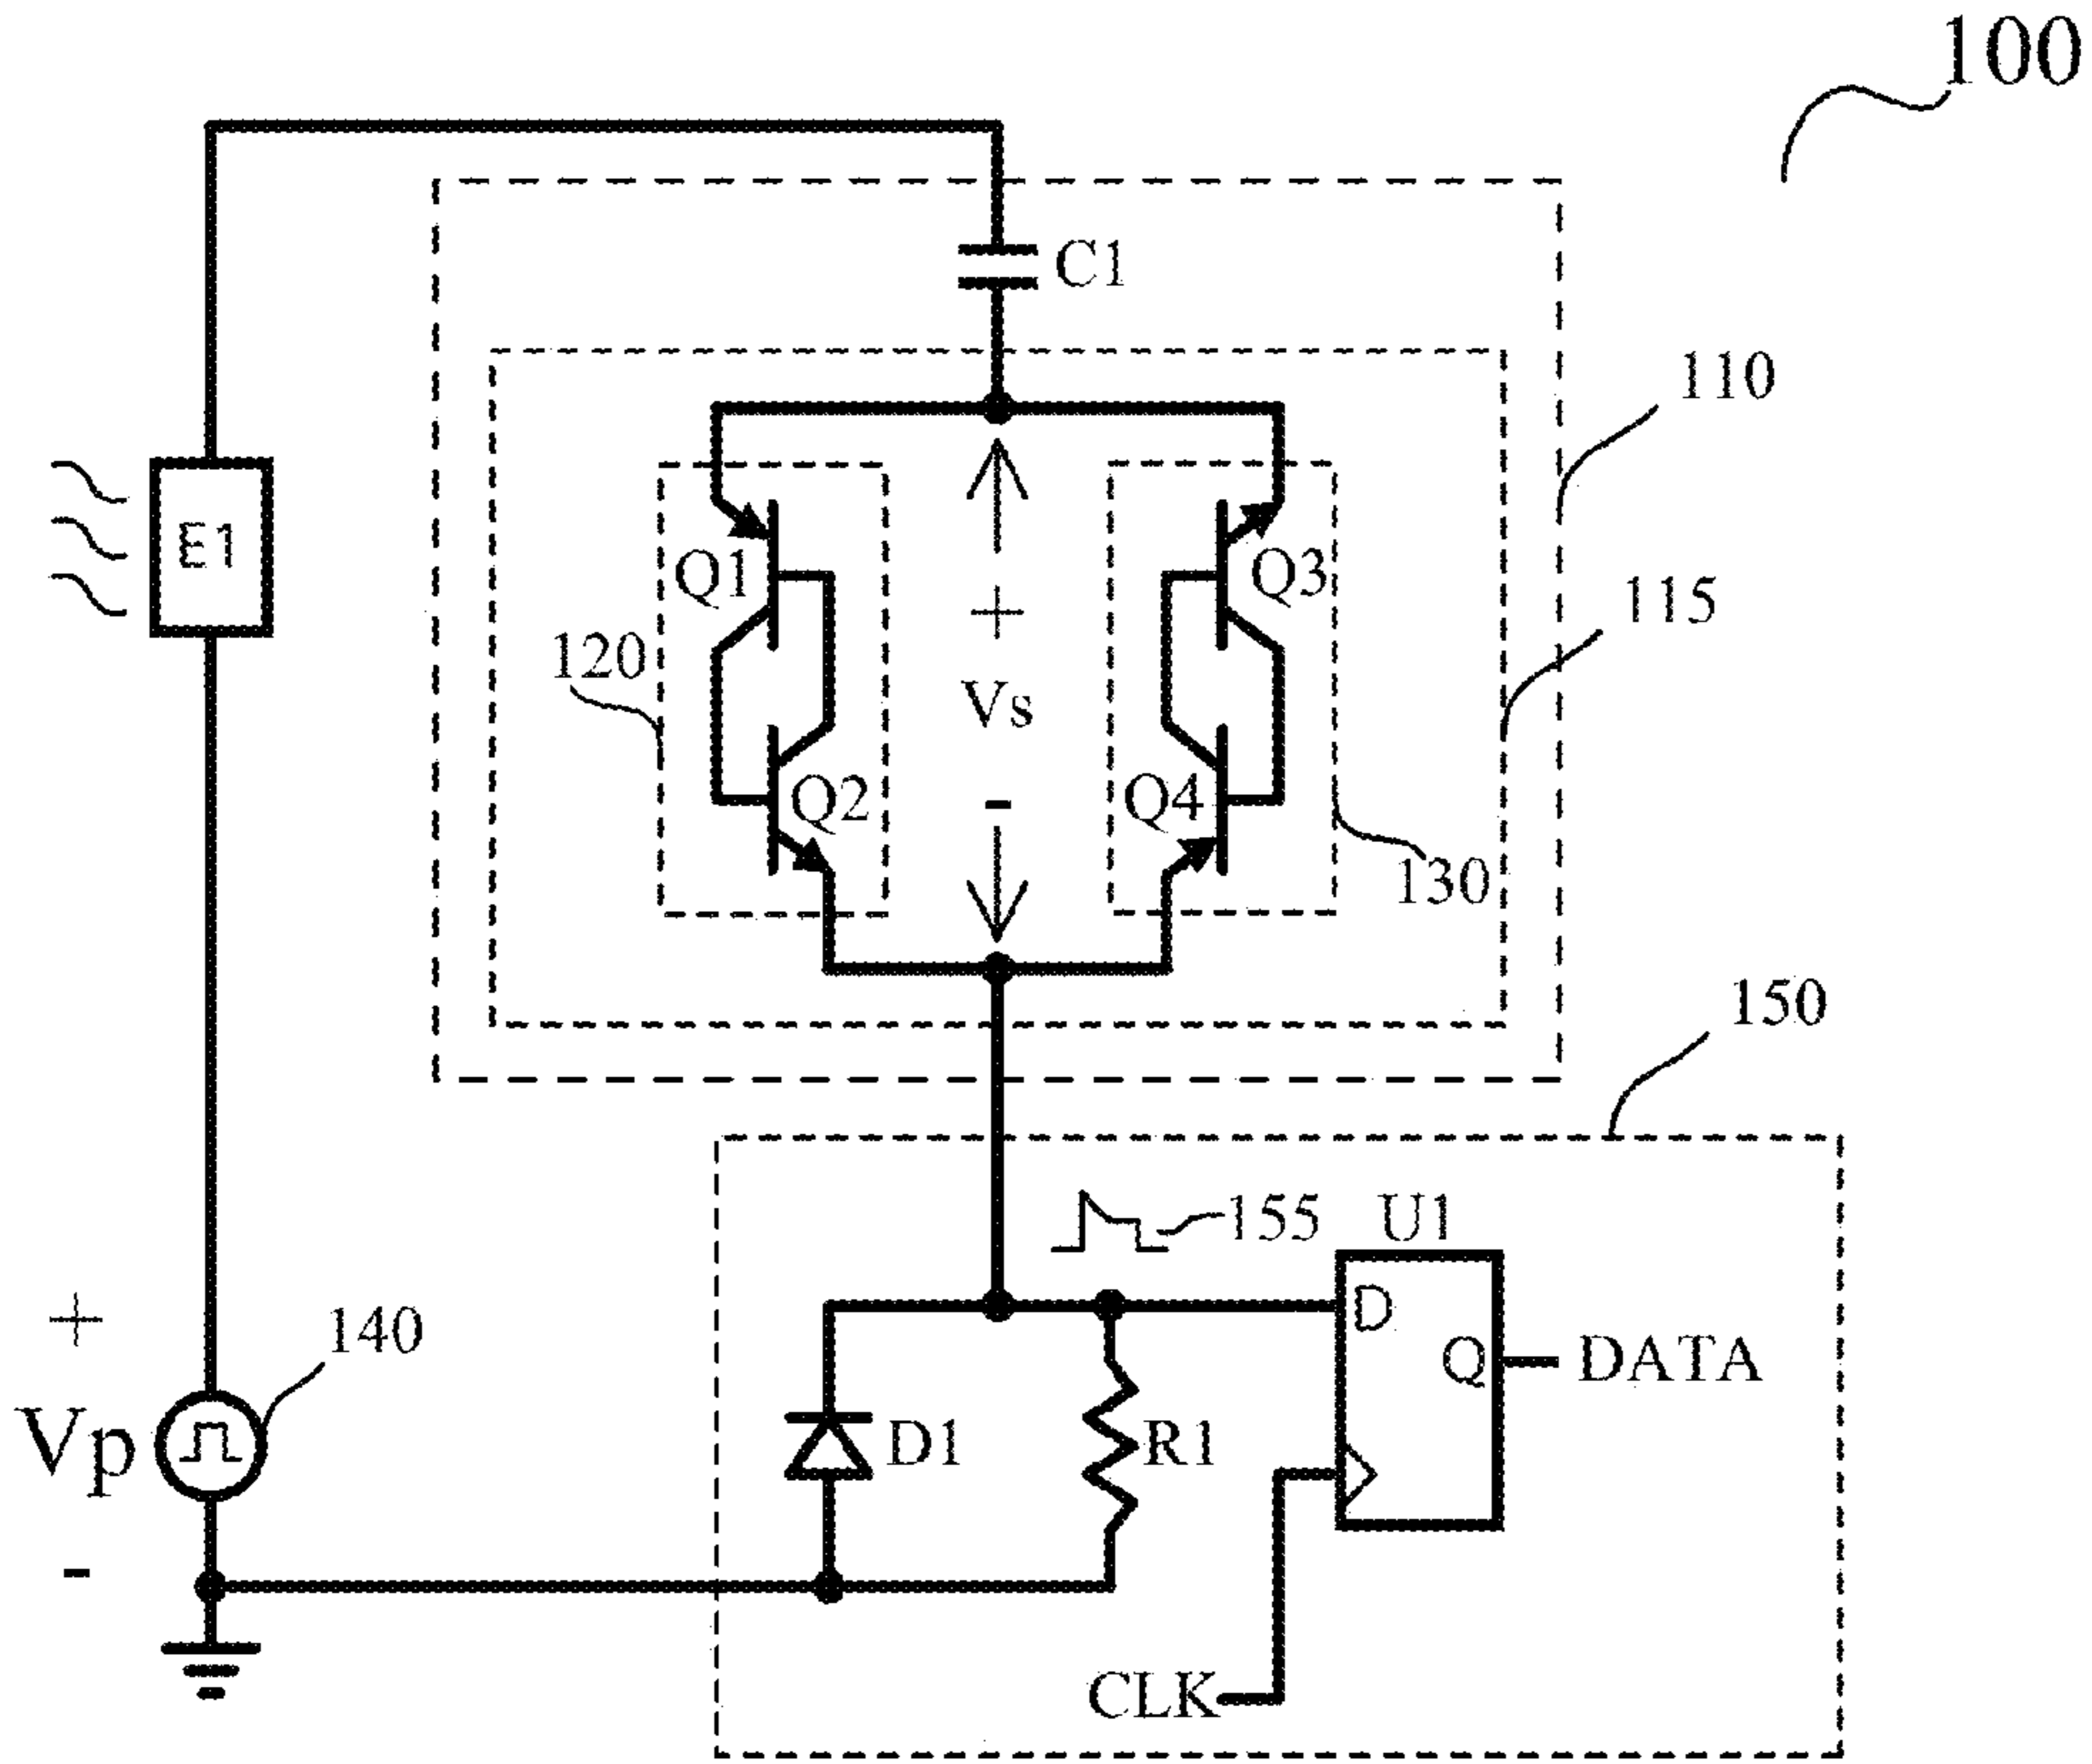 100
C1
110
E1
Q1
+
Q3
115
120
Vs
Q2
-
Q4
130
150
155
U1
D
+
140
Q
DATA
Vp
D1
R1
-
CLK